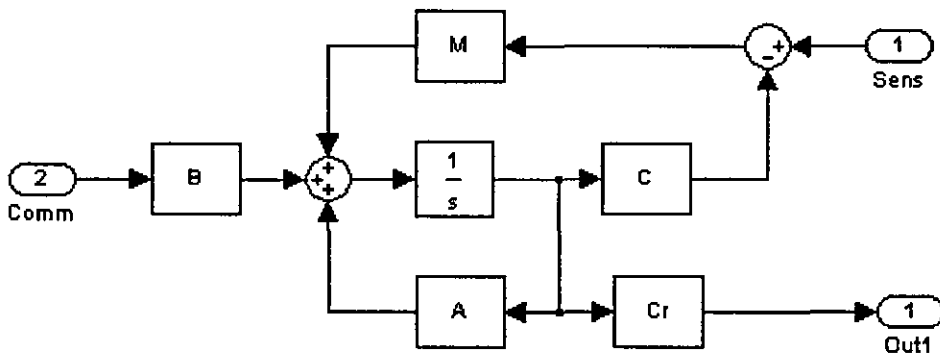 M
- +
1
Sens
+
+
+
2
Comm
B
1
s
C
A
Cr
1
Out1